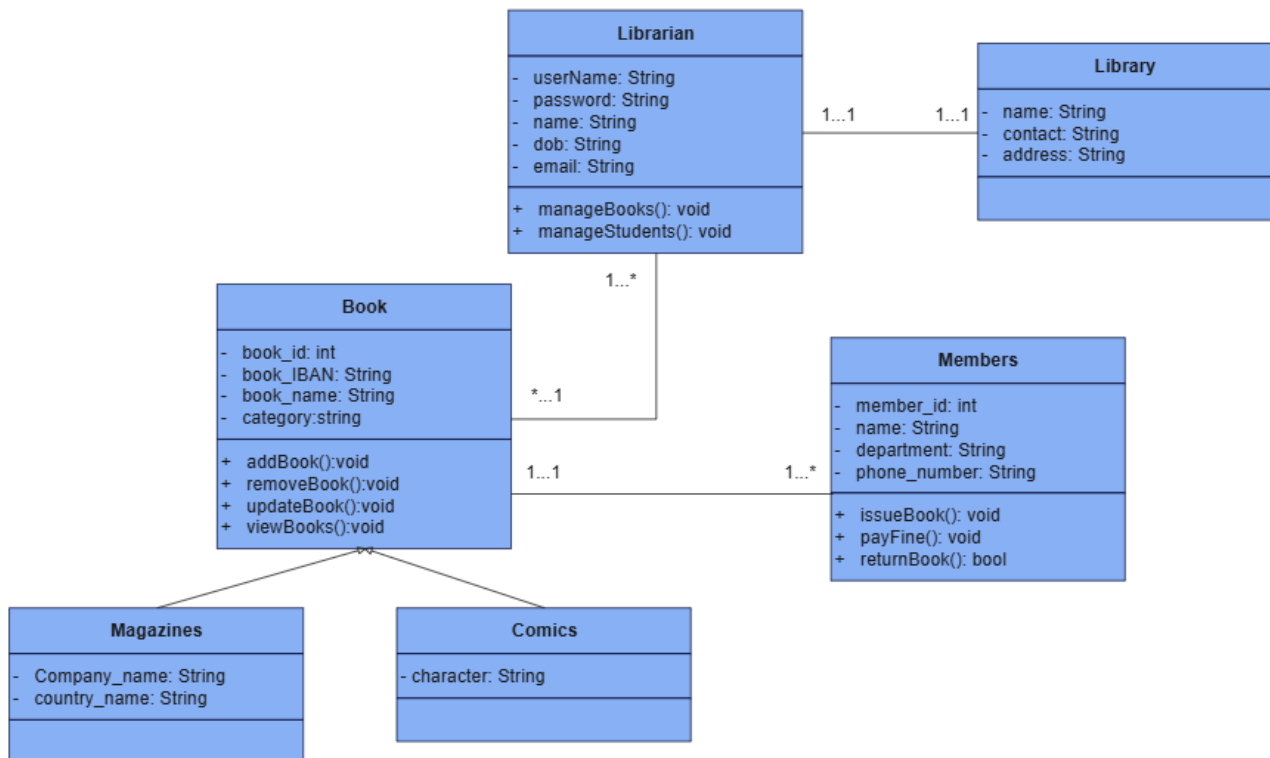 Librarian
- userName: String
- password: String
- name: String
- dob: String
- email: String
+ manageBooks(): void
+ manageStudents(): void
Library
- name: String
- contact: String
- address: String
1...1
1...1
1...*
Book
- book_id: int
- book_IBAN: String
- book_name: String
- category:string
+ addBook():void
+ removeBook():void
+ updateBook():void
+ viewBooks():void
*...1
1...1
1...*
Members
- member_id: int
- name: String
- department: String
- phone_number: String
+ issueBook(): void
+ payFine(): void
+ returnBook(): bool
Magazines
- Company_name: String
- country_name: String
Comics
- character: String